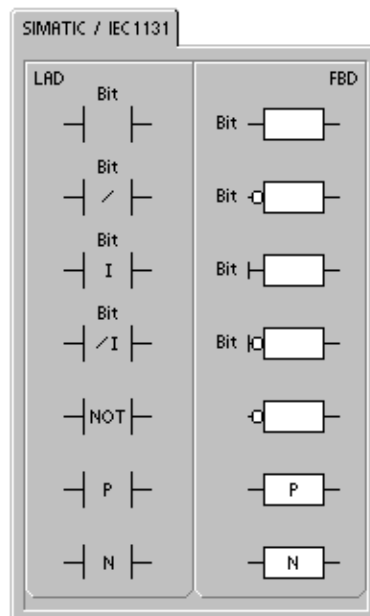 SIMATIC / IEC1131
LAD
Bit
Bit
/
Bit
I
Bit
/I
NOT
P
N
FBD
Bit
Bit
Bit
Bit
P
N